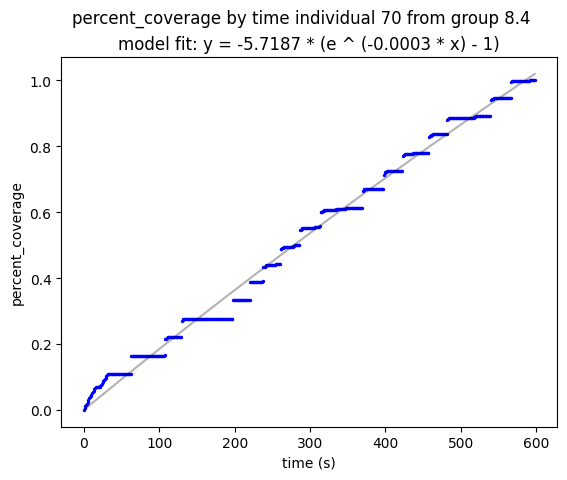 percent_coverage by time individual 70 from group 8.4
model fit: y = -5.7187 * (e ^ (-0.0003 * x) - 1)
percent_coverage
1.0
0.8
0.6
0.4
0.2
0.0
0 100 200 300 400 500 600
time (s)